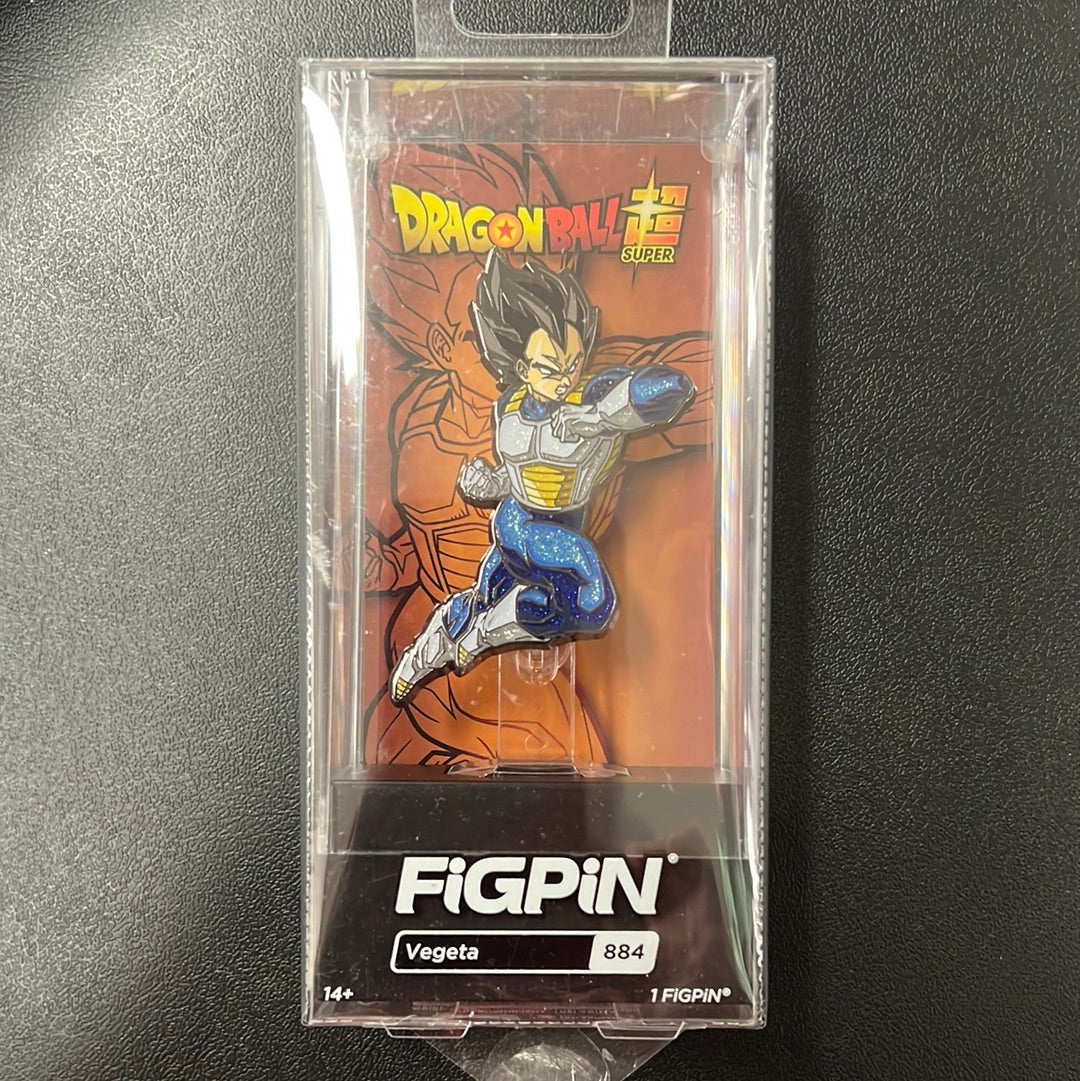 DRAGON BALL 超
SUPER
FiGPiN®
Vegeta 884
14+ 1 FiGPiN®